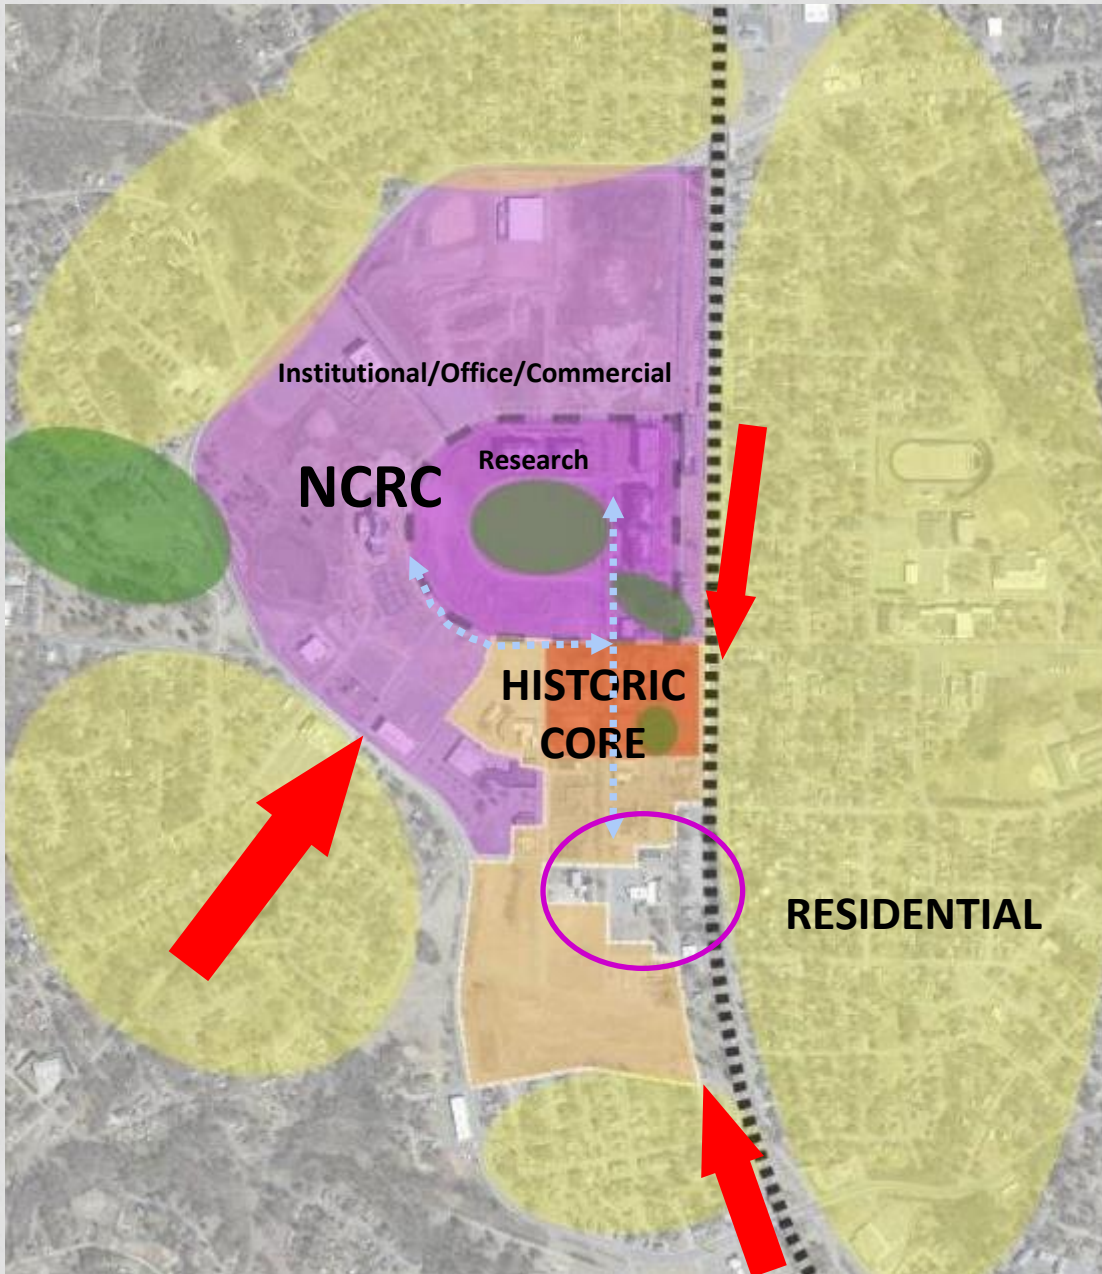 Institutional/Office/Commercial
Research
NCRC
HISTORIC
CORE
RESIDENTIAL